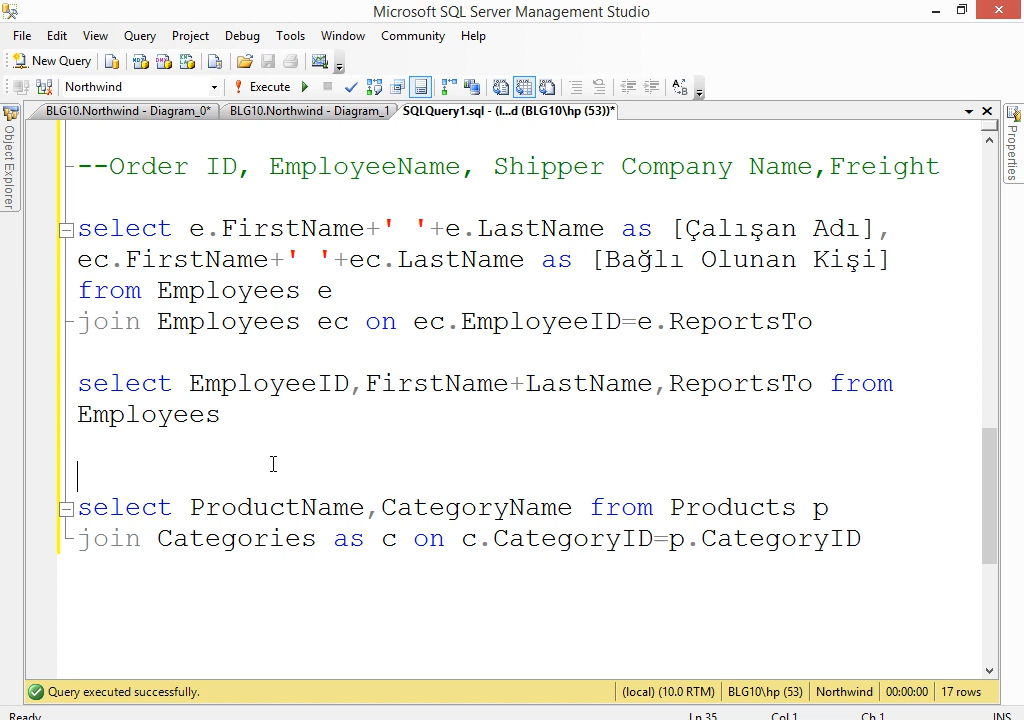 Microsoft SQL Server Management Studio
File Edit View Query Project Debug Tools Window Community Help
New Query
Northwind Execute
BLG10.Northwind - Diagram_0* BLG10.Northwind - Diagram_1 SQLQuery1.sql - (l...d (BLG10\hp (53))*
Object Explorer
Properties
--Order ID, EmployeeName, Shipper Company Name,Freight
select e.FirstName+' '+e.LastName as [Çalışan Adı],
ec.FirstName+' '+ec.LastName as [Bağlı Olunan Kişi]
from Employees e
join Employees ec on ec.EmployeeID=e.ReportsTo
select EmployeeID,FirstName+LastName,ReportsTo from
Employees
select ProductName,CategoryName from Products p
join Categories as c on c.CategoryID=p.CategoryID
Query executed successfully. (local) (10.0 RTM) BLG10\hp (53) Northwind 00:00:00 17 rows
Ready Ln 35 Col 1 Ch 1 INS